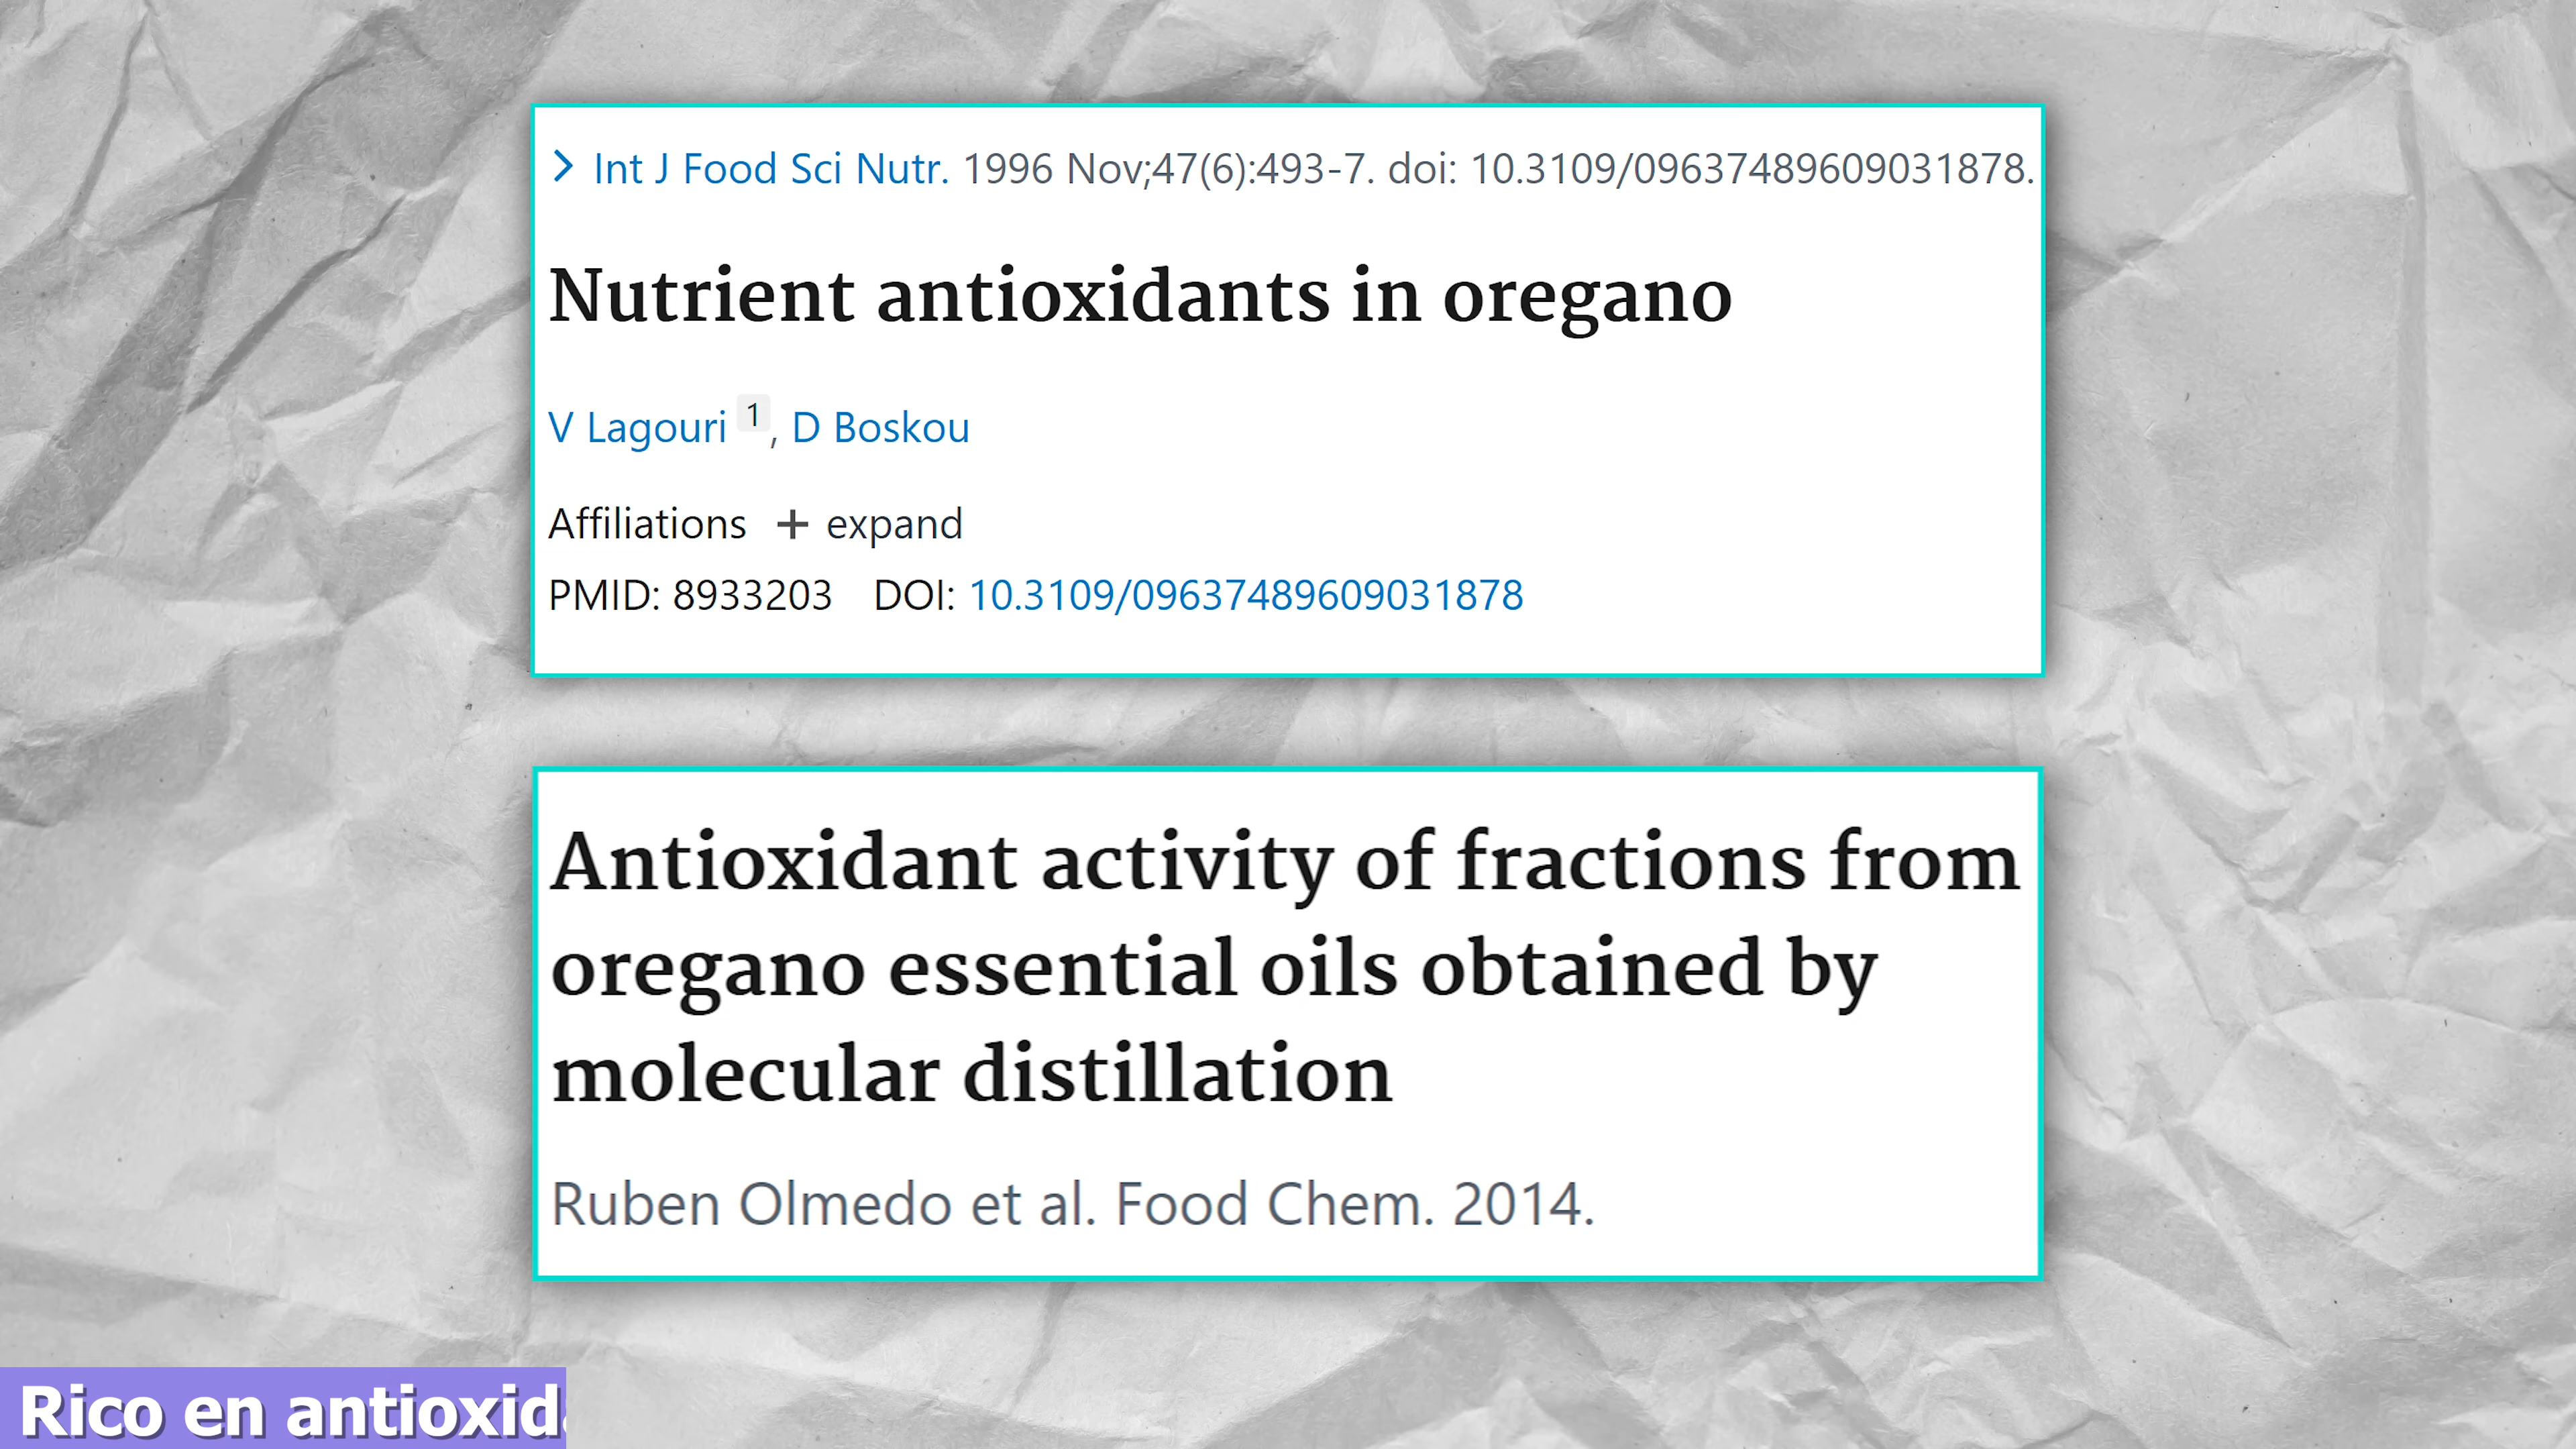 > Int J Food Sci Nutr. 1996 Nov;47(6):493-7. doi: 10.3109/09637489609031878.
Nutrient antioxidants in oregano
V Lagouri 1, D Boskou
Affiliations + expand
PMID: 8933203 DOI: 10.3109/09637489609031878
Antioxidant activity of fractions from
oregano essential oils obtained by
molecular distillation
Ruben Olmedo et al. Food Chem. 2014.
Rico en antioxid